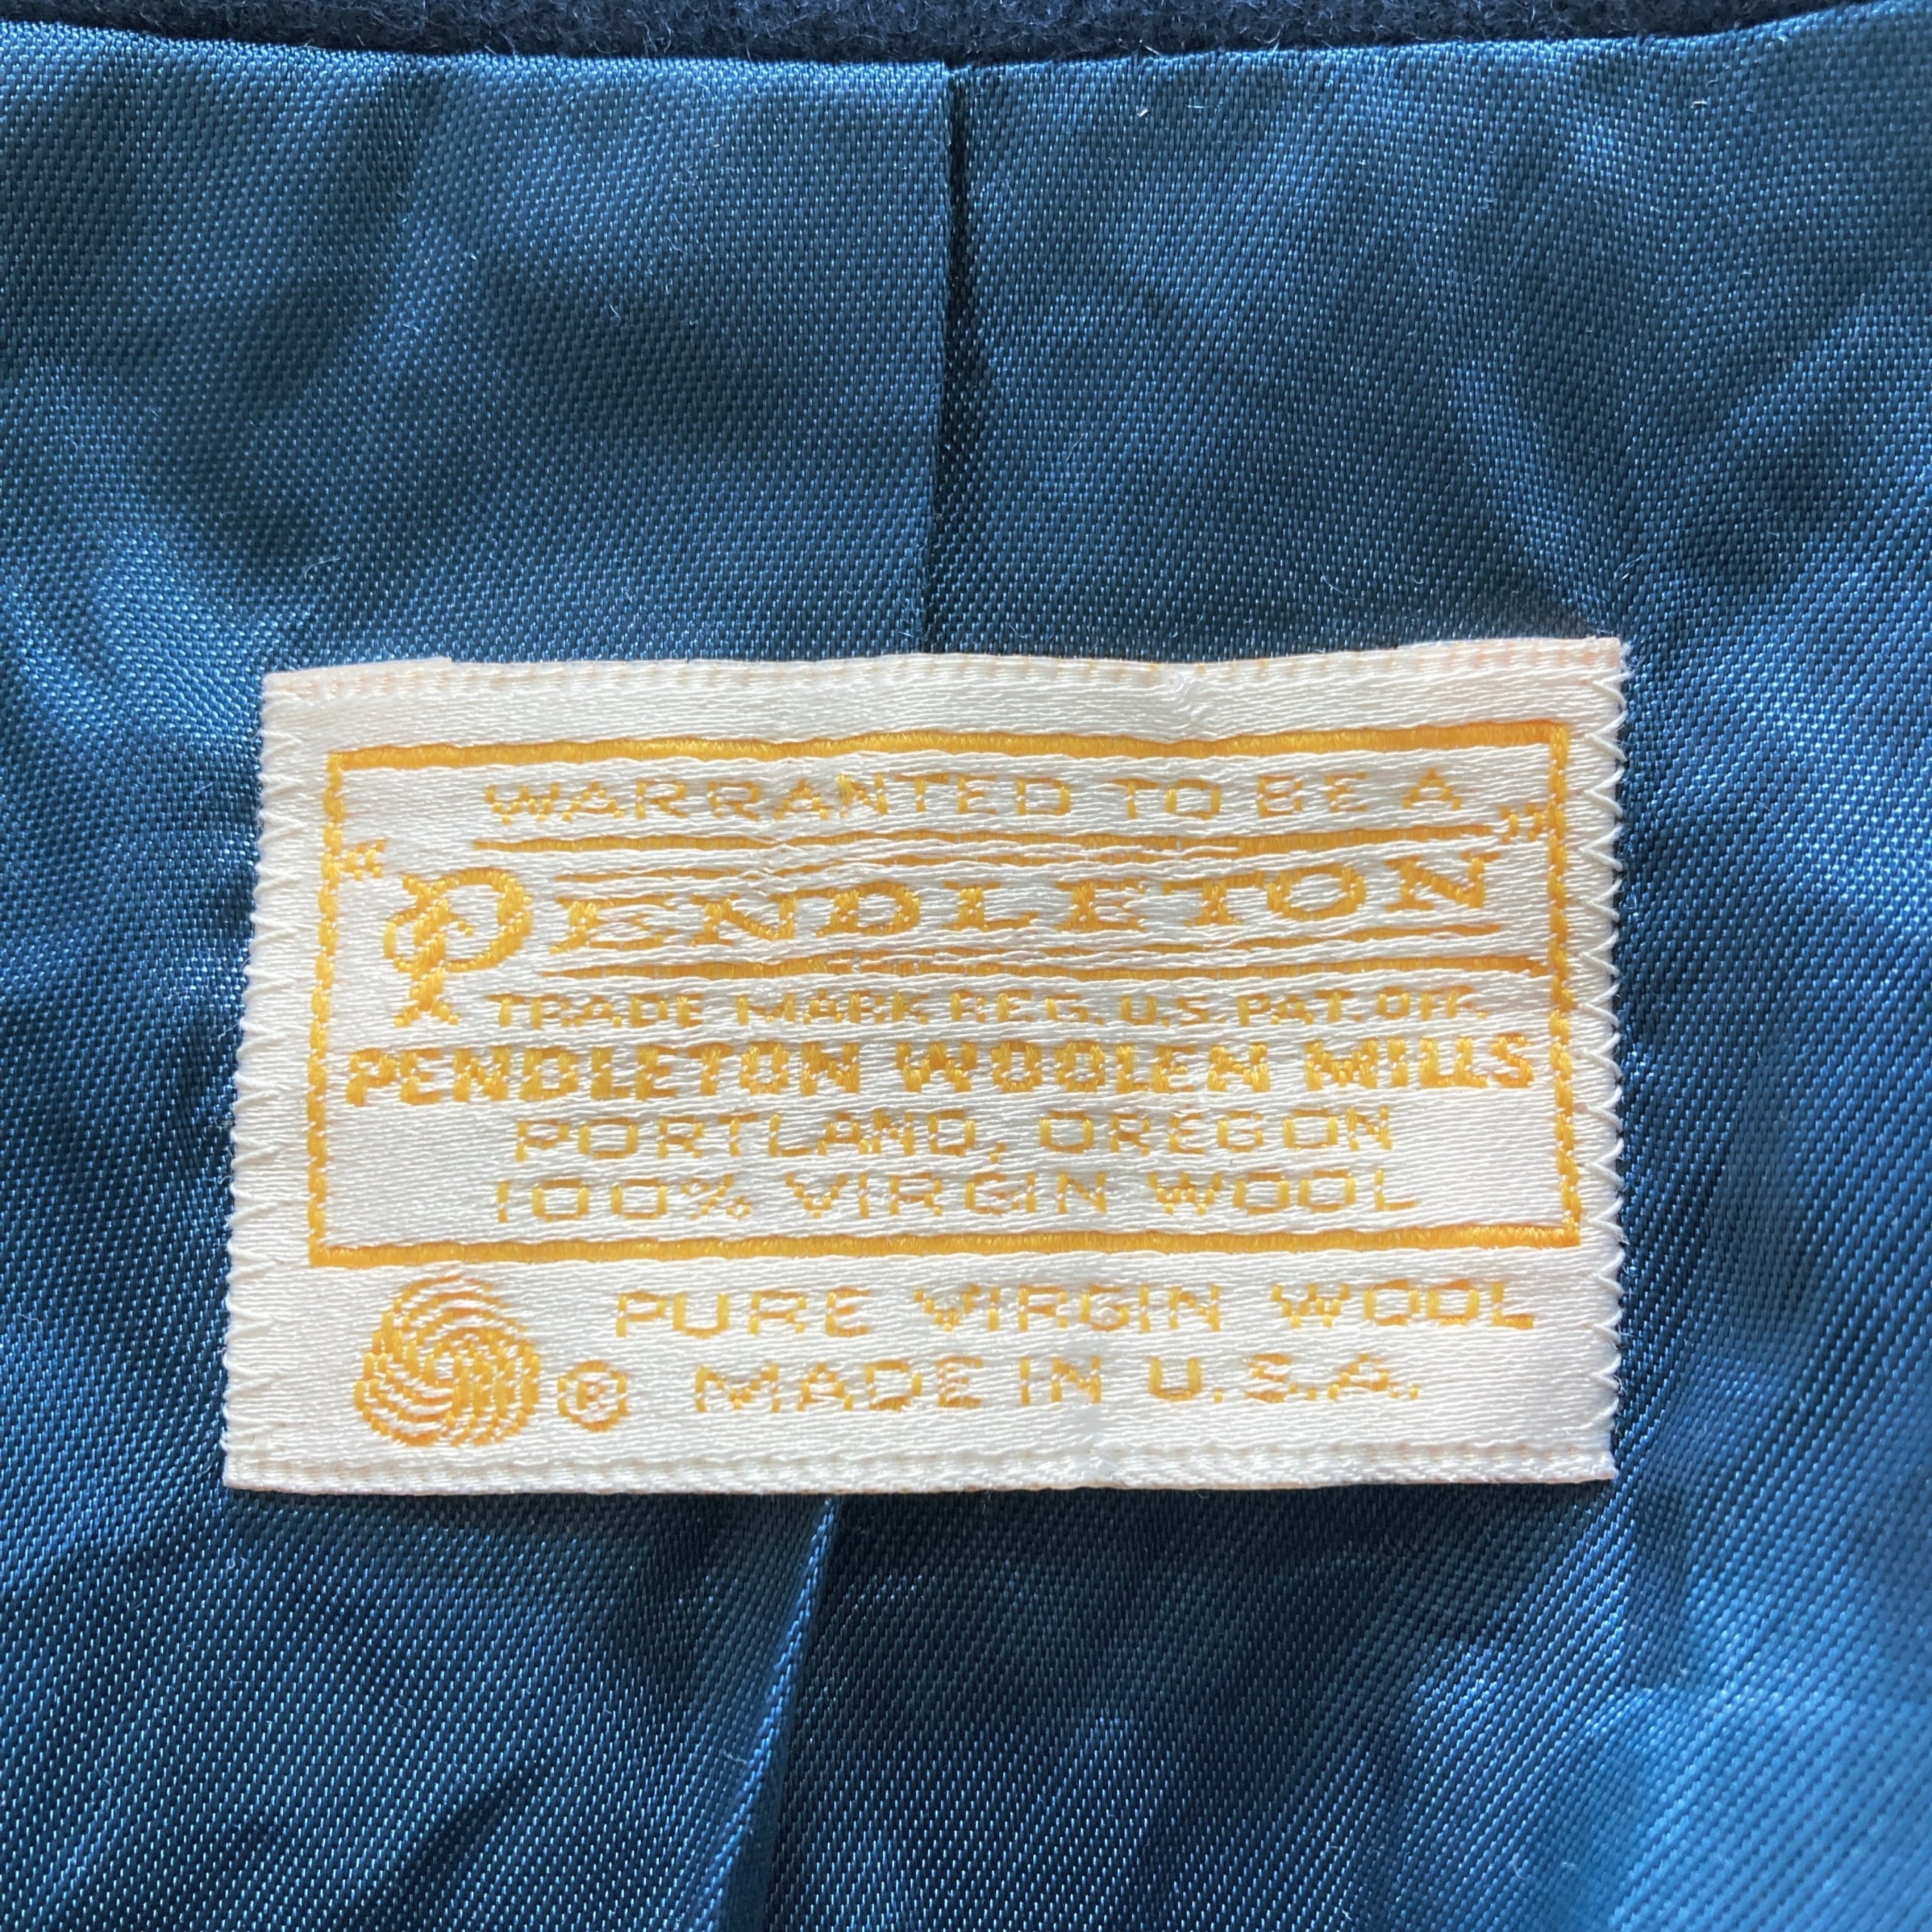 WARRANTED TO BE A
"PENDLETON"
TRADE MARK REG. U.S. PAT. OFF.
PENDLETON WOOLEN MILLS
PORTLAND, OREGON
100% VIRGIN WOOL
PURE VIRGIN WOOL
® MADE IN U.S.A.